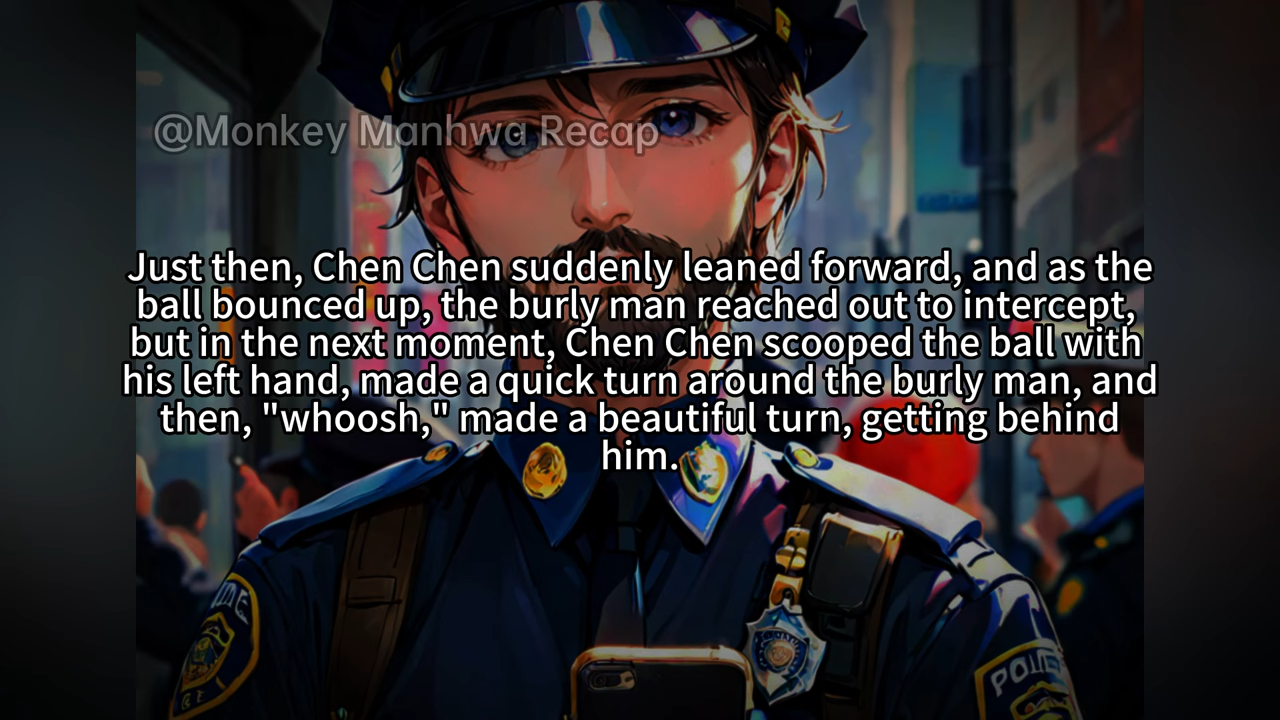 @Monkey Manhwa Recap
Just then, Chen Chen suddenly leaned forward, and as the
ball bounced up, the burly man reached out to intercept,
but in the next moment, Chen Chen scooped the ball with
his left hand, made a quick turn around the burly man, and
then, "whoosh," made a beautiful turn, getting behind
him.